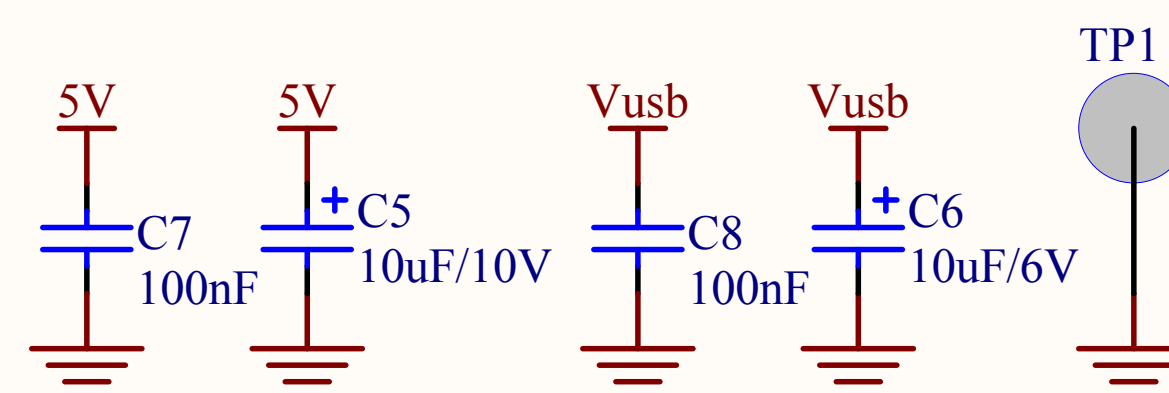 TP1
5V
5V
Vusb
Vusb
C7
100nF
+
C5
10uF/10V
C8
100nF
+
C6
10uF/6V